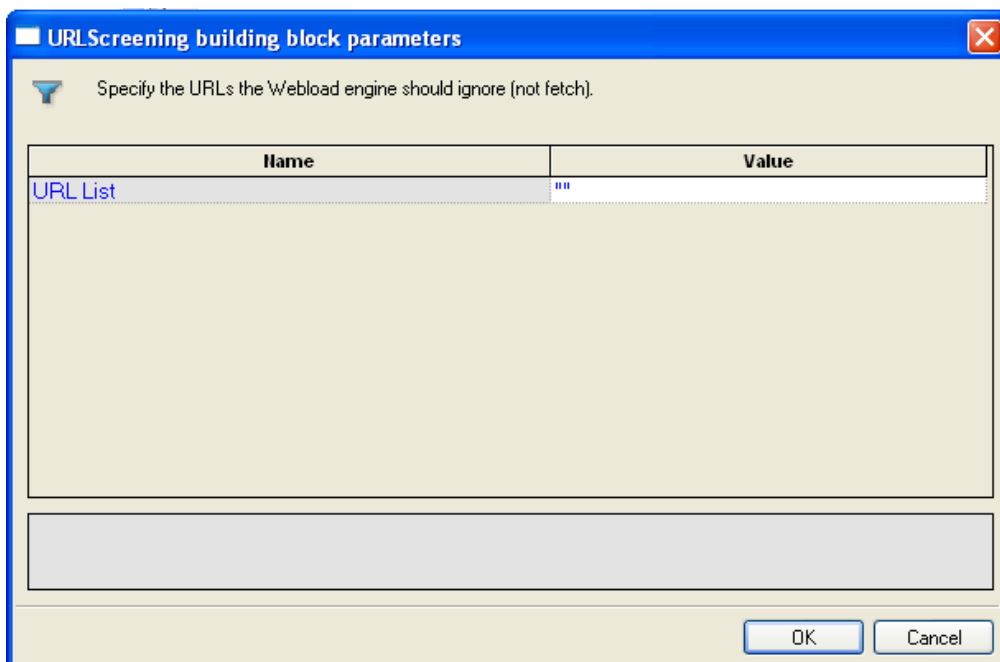 URLScreening building block parameters
Specify the URLs the Webload engine should ignore (not fetch).
Name Value
URL List ""
OK Cancel